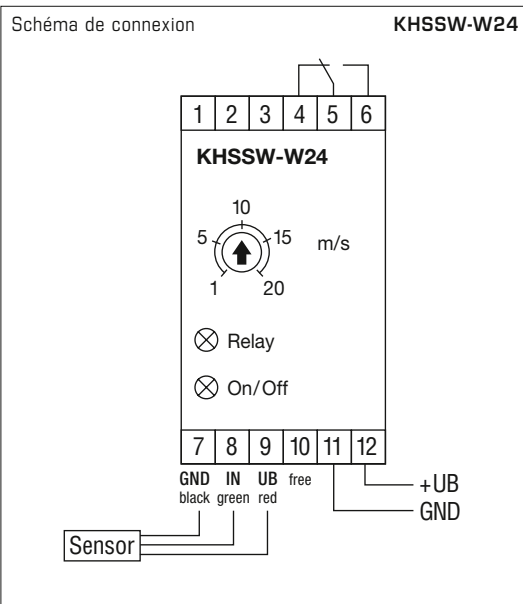 Schéma de connexion KHSSW-W24
1 2 3 4 5 6
KHSSW-W24
10
5 15 m/s
1 20
Relay
On/Off
7 8 9 10 11 12
GND IN UB free
black green red
+UB
GND
Sensor